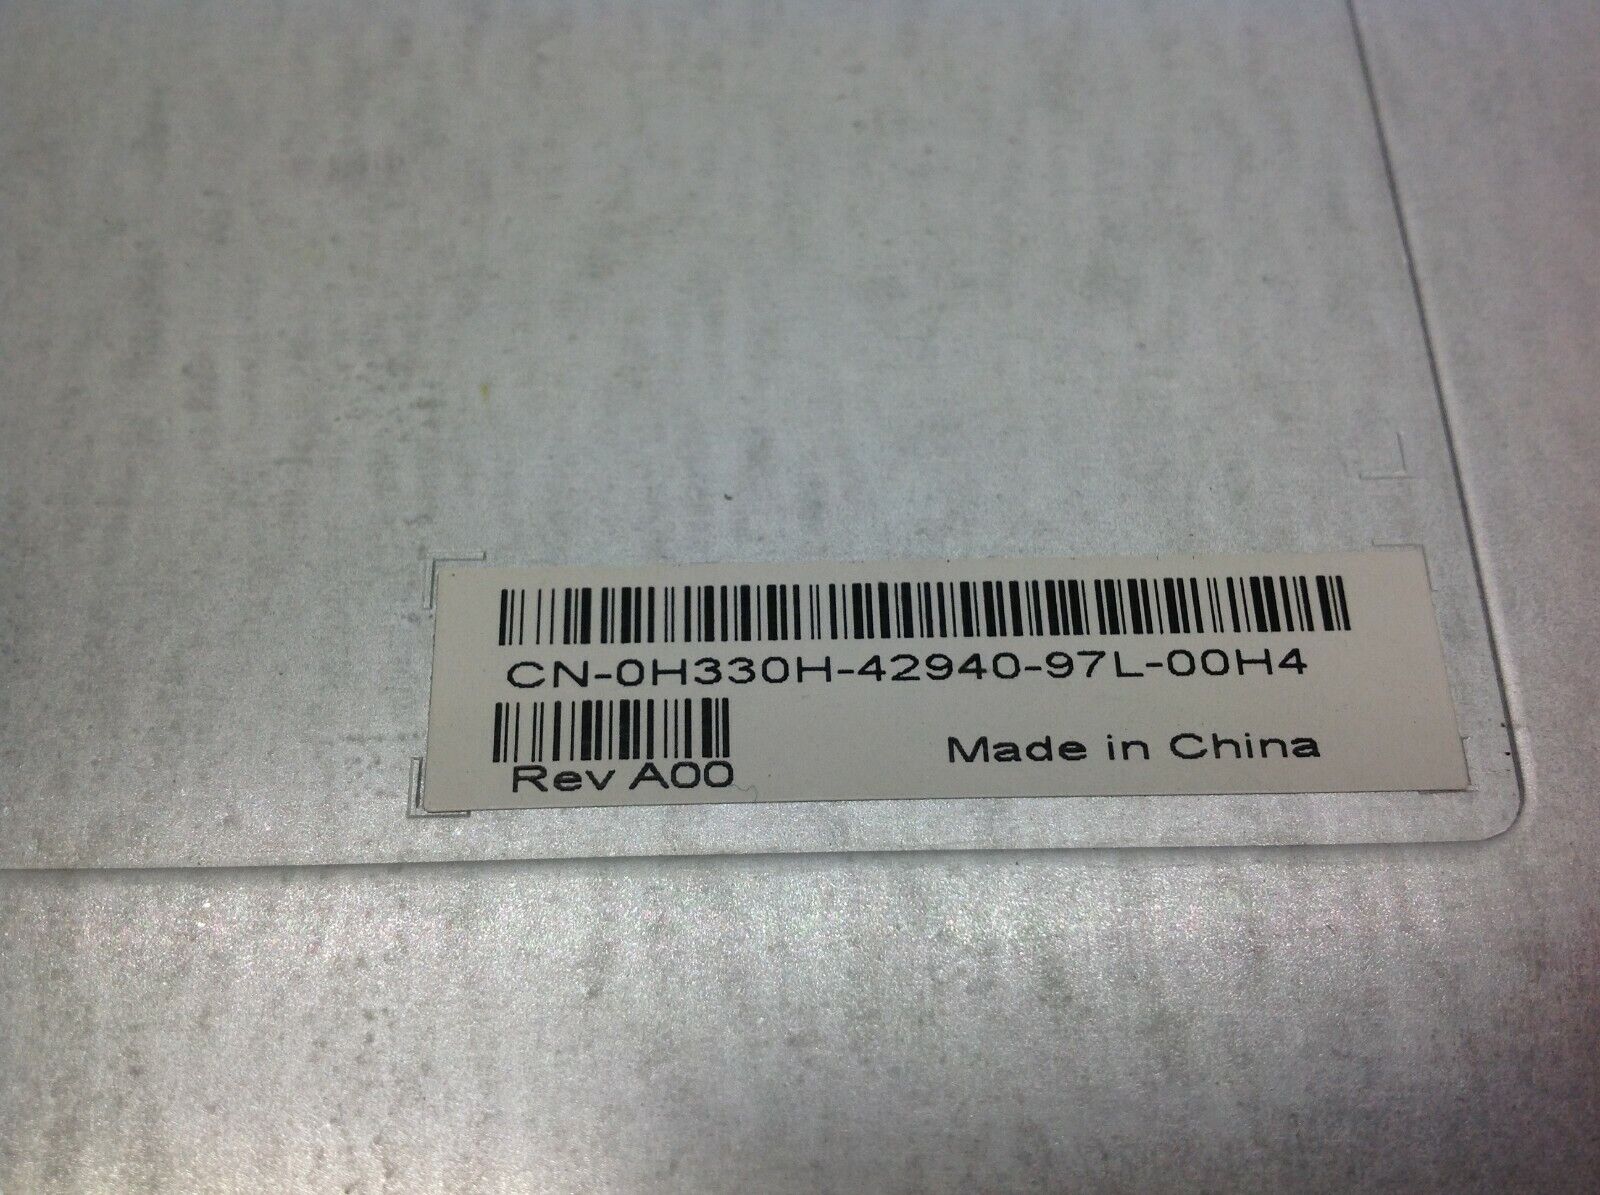 CN-0H330H-42940-97L-00H4
Rev A00
Made in China